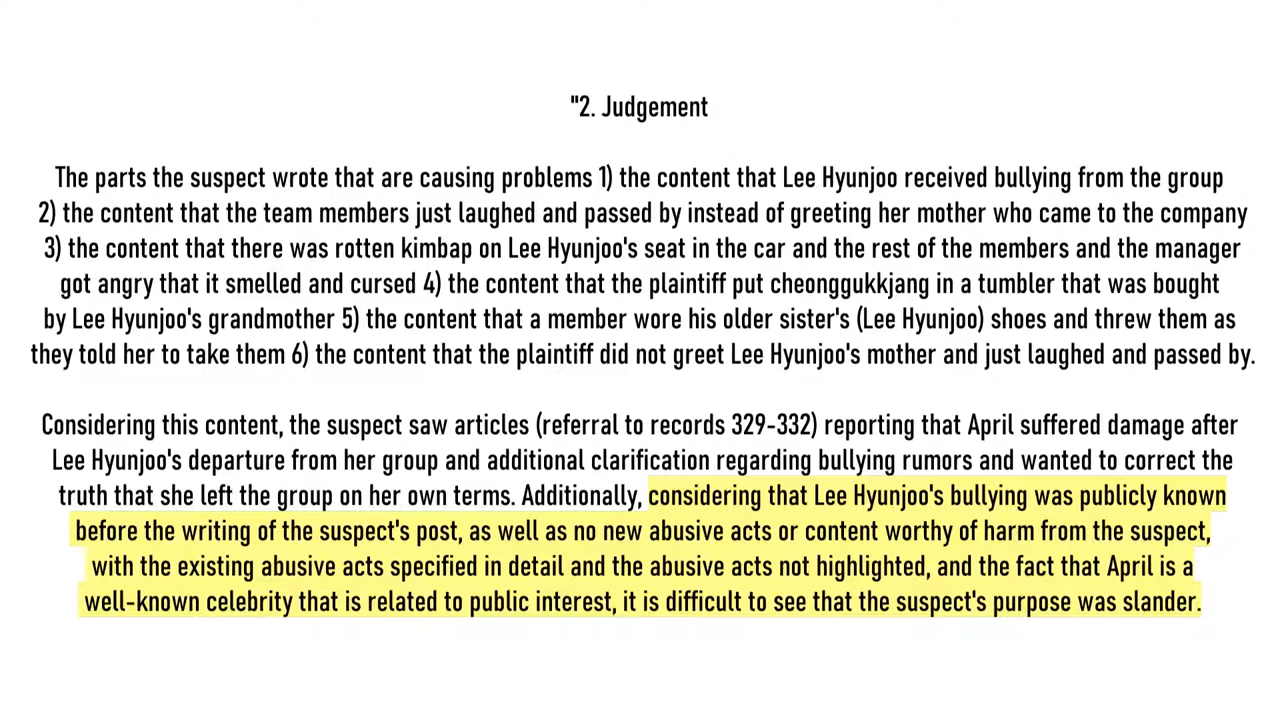 "2. Judgement
The parts the suspect wrote that are causing problems 1) the content that Lee Hyunjoo received bullying from the group
2) the content that the team members just laughed and passed by instead of greeting her mother who came to the company
3) the content that there was rotten kimbap on Lee Hyunjoo's seat in the car and the rest of the members and the manager
got angry that it smelled and cursed 4) the content that the plaintiff put cheonggukkjang in a tumbler that was bought
by Lee Hyunjoo's grandmother 5) the content that a member wore his older sister's (Lee Hyunjoo) shoes and threw them as
they told her to take them 6) the content that the plaintiff did not greet Lee Hyunjoo's mother and just laughed and passed by.
Considering this content, the suspect saw articles (referral to records 329-332) reporting that April suffered damage after
Lee Hyunjoo's departure from her group and additional clarification regarding bullying rumors and wanted to correct the
truth that she left the group on her own terms. Additionally, considering that Lee Hyunjoo's bullying was publicly known
before the writing of the suspect's post, as well as no new abusive acts or content worthy of harm from the suspect,
with the existing abusive acts specified in detail and the abusive acts not highlighted, and the fact that April is a
well-known celebrity that is related to public interest, it is difficult to see that the suspect's purpose was slander.